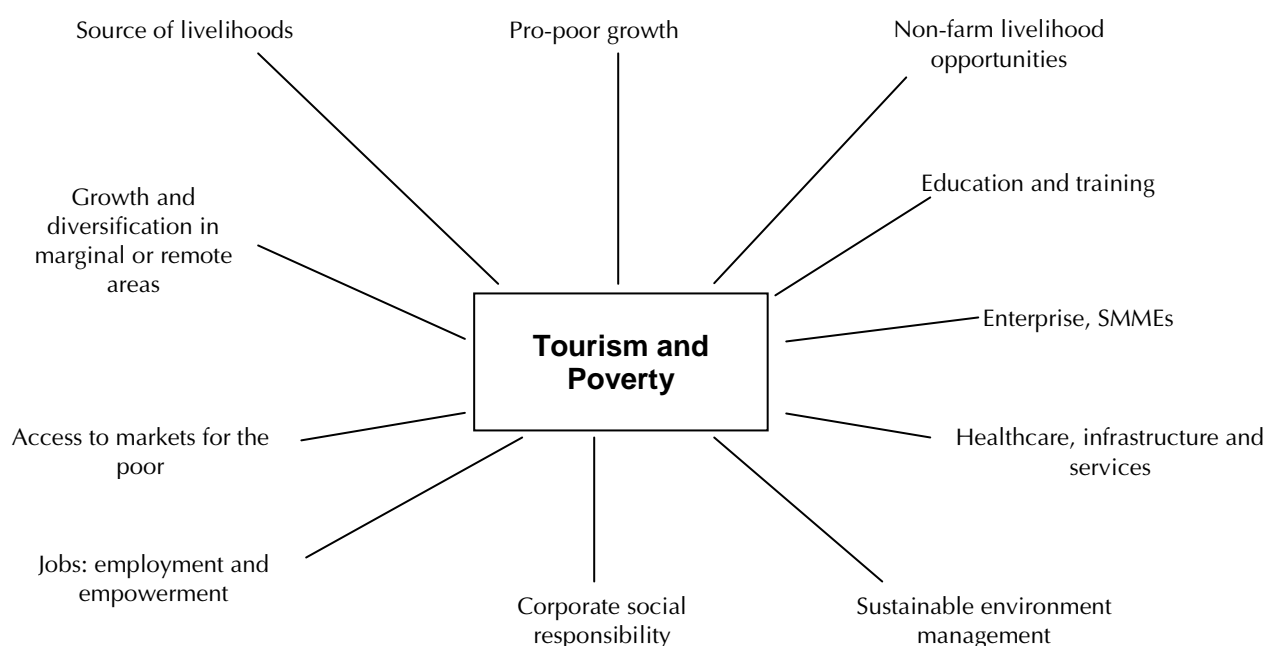 Source of livelihoods
Pro-poor growth
Non-farm livelihood
opportunities
Growth and
diversification in
marginal or remote
areas
Education and training
Enterprise, SMMEs
Tourism and
Poverty
Access to markets for the
poor
Healthcare, infrastructure and
services
Jobs: employment and
empowerment
Corporate social
responsibility
Sustainable environment
management